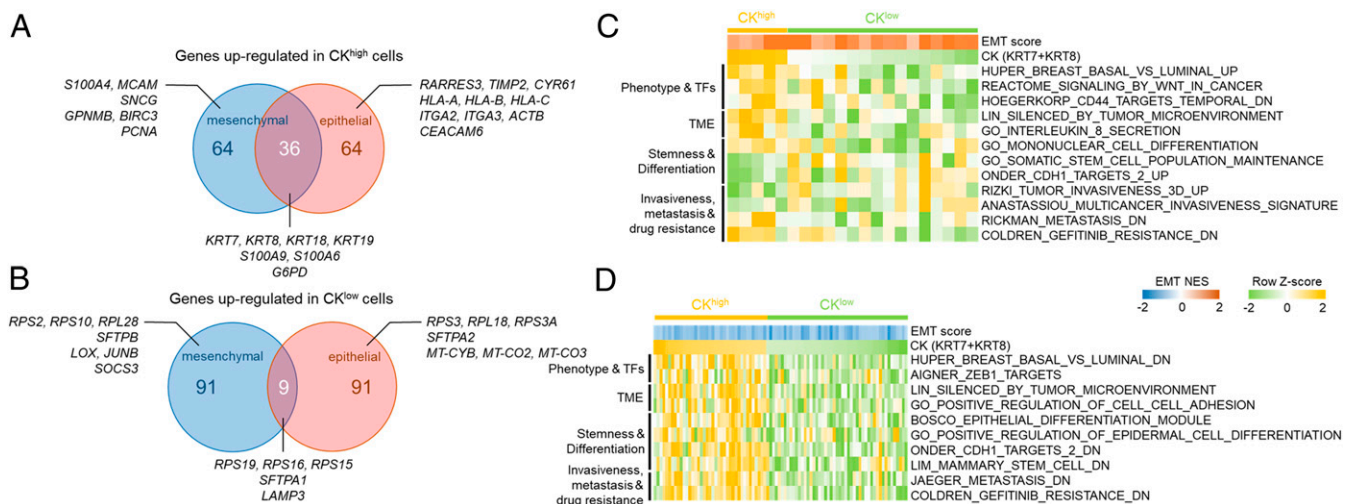 A
Genes up-regulated in CKhigh cells
S100A4, MCAM
SNCG
GPNMB, BIRC3
PCNA
RARRES3, TIMP2, CYR61
HLA-A, HLA-B, HLA-C
ITGA2, ITGA3, ACTB
CEACAM6
mesenchymal
epithelial
64
36
64
KRT7, KRT8, KRT18, KRT19
S100A9, S100A6
G6PD
B
Genes up-regulated in CKlow cells
RPS2, RPS10, RPL28
SFTPB
LOX, JUNB
SOCS3
RPS3, RPL18, RPS3A
SFTPA2
MT-CYB, MT-CO2, MT-CO3
mesenchymal
epithelial
91
9
91
RPS19, RPS16, RPS15
SFTPA1
LAMP3
C
CKhigh
CKlow
EMT score
CK (KRT7+KRT8)
Phenotype & TFs
HUPER_BREAST_BASAL_VS_LUMINAL_UP
REACTOME_SIGNALING_BY_WNT_IN_CANCER
HOEGERKORP_CD44_TARGETS_TEMPORAL_DN
TME
LIN_SILENCED_BY_TUMOR_MICROENVIRONMENT
GO_INTERLEUKIN_8_SECRETION
Stemness &
Differentiation
GO_MONONUCLEAR_CELL_DIFFERENTIATION
GO_SOMATIC_STEM_CELL_POPULATION_MAINTENANCE
ONDER_CDH1_TARGETS_2_UP
Invasiveness,
metastasis &
drug resistance
RIZKI_TUMOR_INVASIVENESS_3D_UP
ANASTASSIOU_MULTICANCER_INVASIVENESS_SIGNATURE
RICKMAN_METASTASIS_DN
COLDREN_GEFITINIB_RESISTANCE_DN
D
CKhigh
CKlow
EMT NES
-2 0 2
Row Z-score
-2 0 2
EMT score
CK (KRT7+KRT8)
Phenotype & TFs
HUPER_BREAST_BASAL_VS_LUMINAL_DN
AIGNER_ZEB1_TARGETS
TME
LIN_SILENCED_BY_TUMOR_MICROENVIRONMENT
GO_POSITIVE_REGULATION_OF_CELL_CELL_ADHESION
Stemness &
Differentiation
BOSCO_EPITHELIAL_DIFFERENTIATION_MODULE
GO_POSITIVE_REGULATION_OF_EPIDERMAL_CELL_DIFFERENTIATION
ONDER_CDH1_TARGETS_2_DN
LIM_MAMMARY_STEM_CELL_DN
Invasiveness,
metastasis &
drug resistance
JAEGER_METASTASIS_DN
COLDREN_GEFITINIB_RESISTANCE_DN